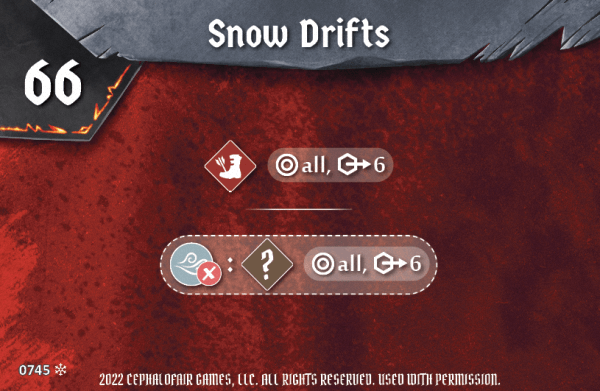 Snow Drifts
66
all, 6
?
: all, 6
0745
2022 CEPHALOFAIR GAMES, LLC. ALL RIGHTS RESERVED. USED WITH PERMISSION.